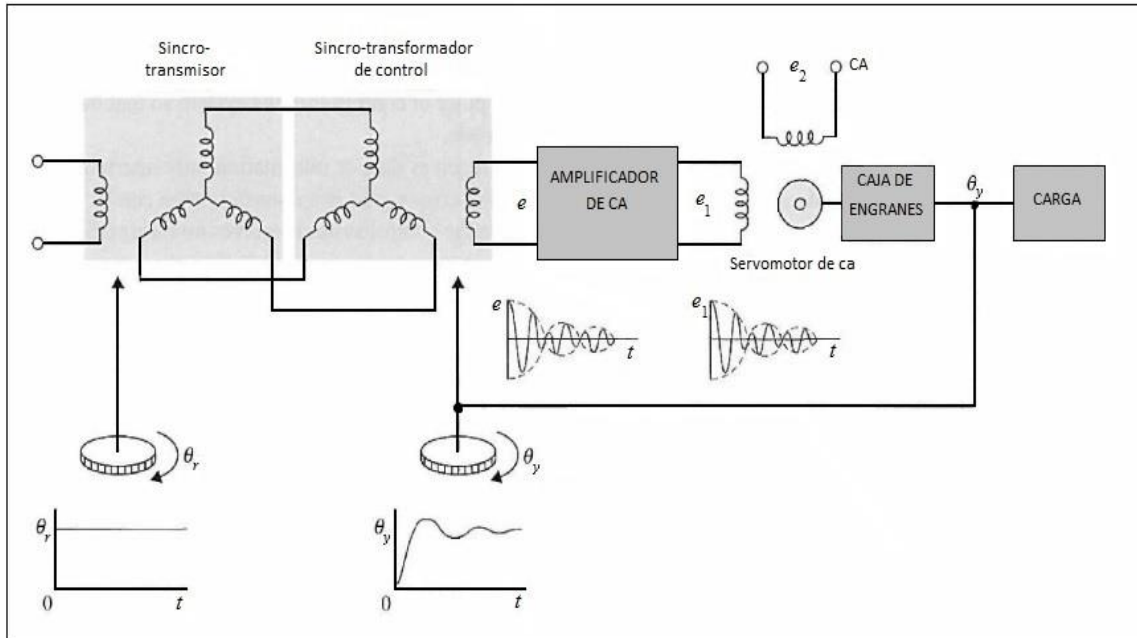 Sincro-
transmisor
Sincro-transformador
de control
e₂
CA
e
AMPLIFICADOR
DE CA
e₁
CAJA DE
ENGRANES
θy
CARGA
Servomotor de ca
e
t
e₁
t
θr
θy
θr
0
t
θy
0
t